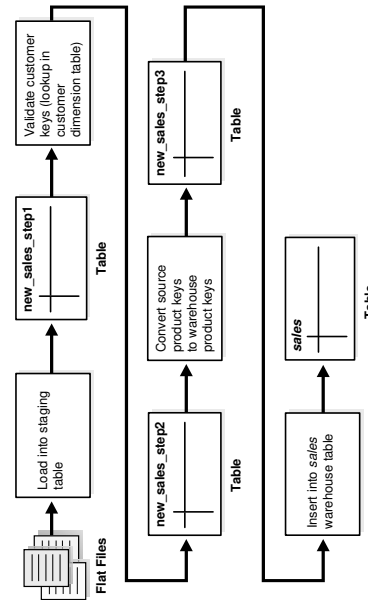 Flat Files
Load into staging
table
new_sales_step1
Table
Validate customer
keys (lookup in
customer
dimension table)
new_sales_step2
Table
Convert source
product keys
to warehouse
product keys
new_sales_step3
Table
Insert into sales
warehouse table
sales
Table